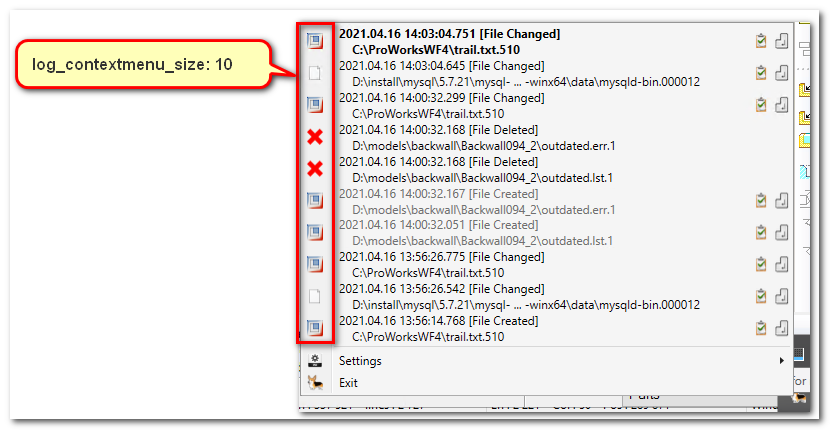 log_contextmenu_size: 10
2021.04.16 14:03:04.751 [File Changed]
C:\ProWorksWF4\trail.txt.510
2021.04.16 14:03:04.645 [File Changed]
D:\install\mysql\5.7.21\mysql- ... -winx64\data\mysqld-bin.000012
2021.04.16 14:00:32.299 [File Changed]
C:\ProWorksWF4\trail.txt.510
2021.04.16 14:00:32.168 [File Deleted]
D:\models\backwall\Backwall094_2\outdated.err.1
2021.04.16 14:00:32.168 [File Deleted]
D:\models\backwall\Backwall094_2\outdated.lst.1
2021.04.16 14:00:32.167 [File Created]
D:\models\backwall\Backwall094_2\outdated.err.1
2021.04.16 14:00:32.051 [File Created]
D:\models\backwall\Backwall094_2\outdated.lst.1
2021.04.16 13:56:26.775 [File Changed]
C:\ProWorksWF4\trail.txt.510
2021.04.16 13:56:26.542 [File Changed]
D:\install\mysql\5.7.21\mysql- ... -winx64\data\mysqld-bin.000012
2021.04.16 13:56:14.768 [File Created]
C:\ProWorksWF4\trail.txt.510
Settings
Exit
for